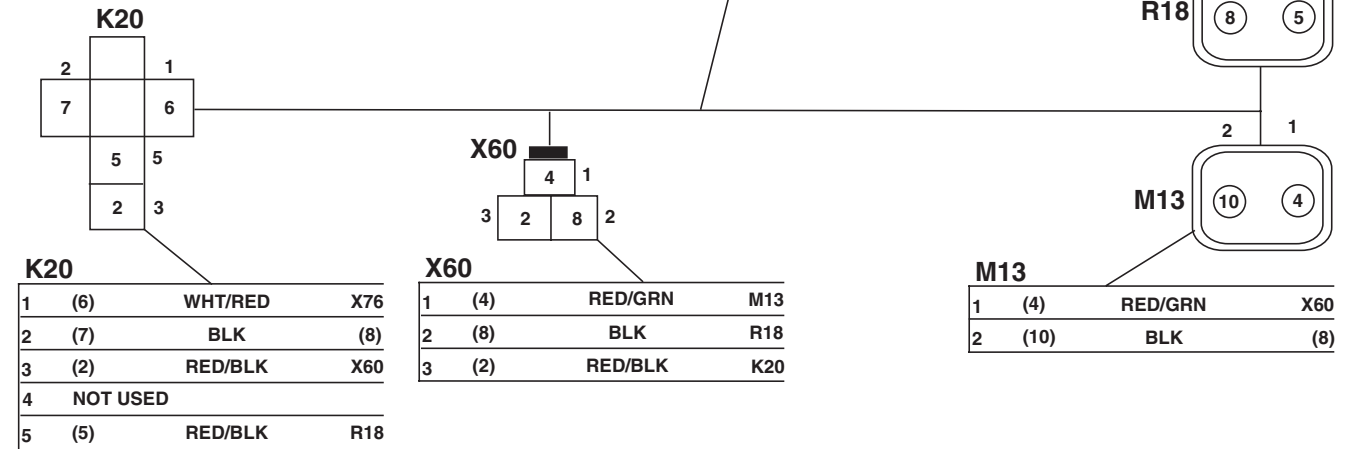 K20
2 1
7 6
5 5
2 3
X60
4 1
3 2 8 2
R18 8 5
2 1
M13 10 4
K20
1 (6) WHT/RED X76
2 (7) BLK (8)
3 (2) RED/BLK X60
4 NOT USED
5 (5) RED/BLK R18
X60
1 (4) RED/GRN M13
2 (8) BLK R18
3 (2) RED/BLK K20
M13
1 (4) RED/GRN X60
2 (10) BLK (8)